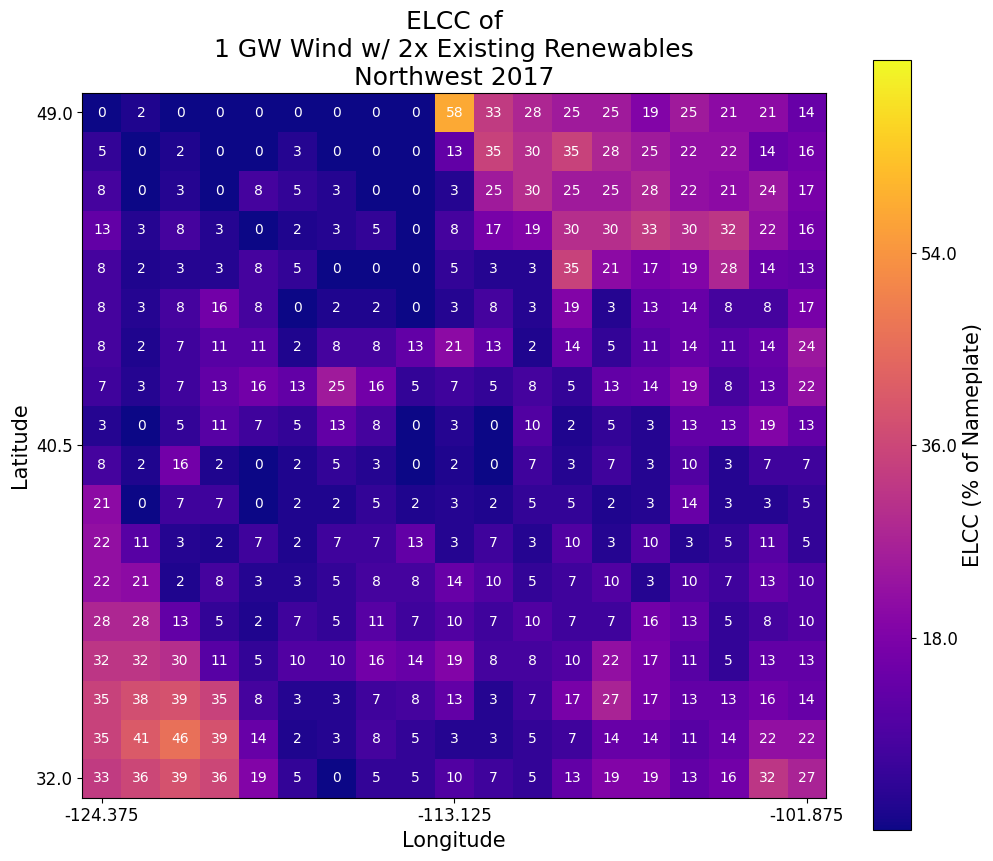 ELCC of
1 GW Wind w/ 2x Existing Renewables
Northwest 2017
49.0 0 2 0 0 0 0 0 0 0 58 33 28 25 25 19 25 21 21 14
5 0 2 0 0 3 0 0 0 13 35 30 35 28 25 22 22 14 16
8 0 3 0 8 5 3 0 0 3 25 30 25 25 28 22 21 24 17
13 3 8 3 0 2 3 5 0 8 17 19 30 30 33 30 32 22 16
8 2 3 3 8 5 0 0 0 5 3 3 35 21 17 19 28 14 13
8 3 8 16 8 0 2 2 0 3 8 3 19 3 13 14 8 8 17
8 2 7 11 11 2 8 8 13 21 13 2 14 5 11 14 11 14 24
7 3 7 13 16 13 25 16 5 7 5 8 5 13 14 19 8 13 22
40.5 3 0 5 11 7 5 13 8 0 3 0 10 2 5 3 13 13 19 13
8 2 16 2 0 2 5 3 0 2 0 7 3 7 3 10 3 7 7
21 0 7 7 0 2 2 5 2 3 2 5 5 2 3 14 3 3 5
22 11 3 2 7 2 7 7 13 3 7 3 10 3 10 3 5 11 5
22 21 2 8 3 3 5 8 8 14 10 5 7 10 3 10 7 13 10
28 28 13 5 2 7 5 11 7 10 7 10 7 7 16 13 5 8 10
32 32 30 11 5 10 10 16 14 19 8 8 10 22 17 11 5 13 13
35 38 39 35 8 3 3 7 8 13 3 7 17 27 17 13 13 16 14
35 41 46 39 14 2 3 8 5 3 3 5 7 14 14 11 14 22 22
32.0 33 36 39 36 19 5 0 5 5 10 7 5 13 19 19 13 16 32 27
-124.375 -113.125 -101.875
Longitude
Latitude
54.0
36.0
18.0
ELCC (% of Nameplate)